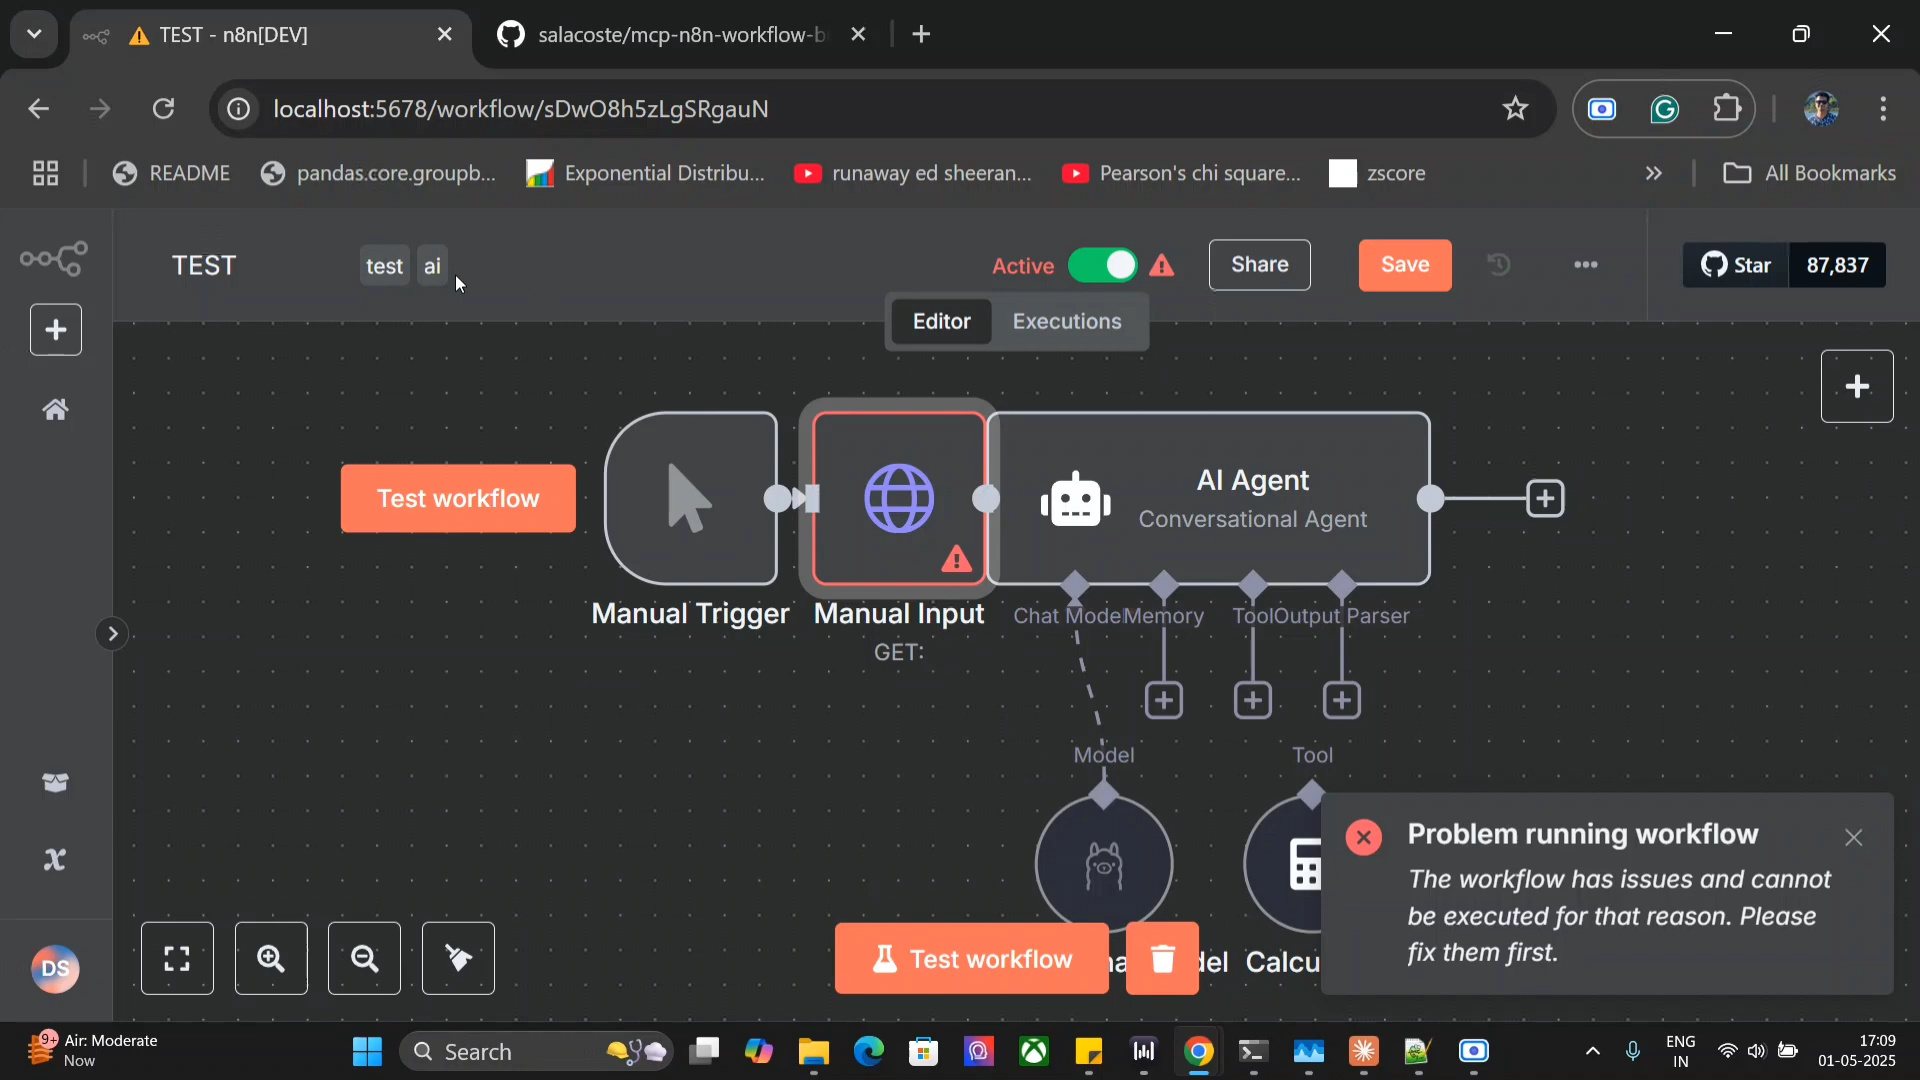 TEST - n8n[DEV]
salacoste/mcp-n8n-workflow-b
localhost:5678/workflow/sDwO8h5zLgSRgauN
README
pandas.core.groupb...
Exponential Distribu...
runaway ed sheeran...
Pearson's chi square...
zscore
All Bookmarks
TEST
test
ai
Active
Share
Save
Star
87,837
Editor
Executions
Test workflow
AI Agent
Conversational Agent
Manual Trigger
Manual Input
GET:
Chat Model
Memory
Tool
Output Parser
Model
Tool
Problem running workflow
The workflow has issues and cannot
be executed for that reason. Please
fix them first.
Test workflow
del
Calcu
DS
9+
Air: Moderate
Now
Search
ENG
IN
17:09
01-05-2025